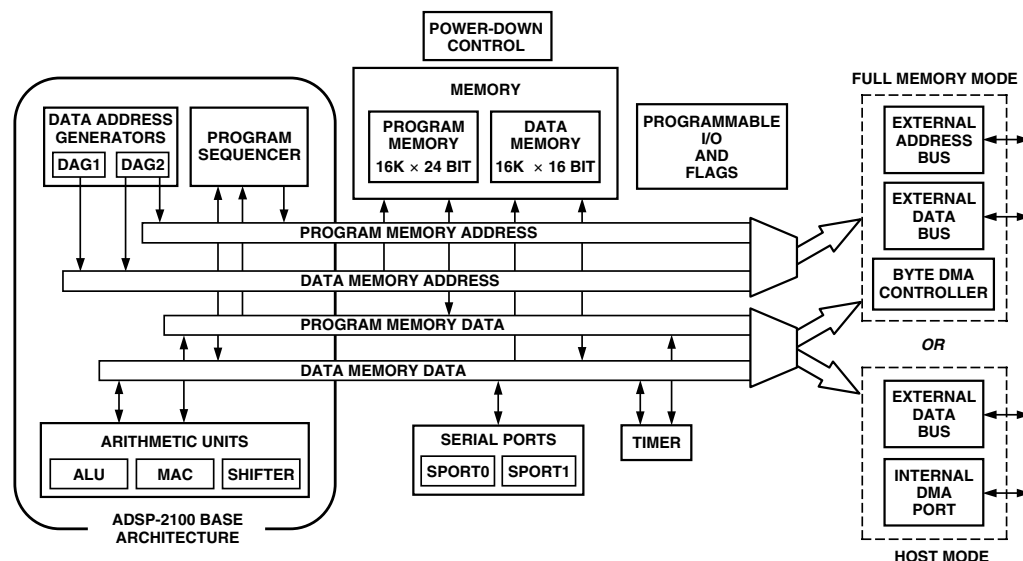 POWER-DOWN
CONTROL
FULL MEMORY MODE
MEMORY
DATA ADDRESS
GENERATORS
DAG1
DAG2
PROGRAM
SEQUENCER
PROGRAM
MEMORY
16K × 24 BIT
DATA
MEMORY
16K × 16 BIT
PROGRAMMABLE
I/O
AND
FLAGS
EXTERNAL
ADDRESS
BUS
EXTERNAL
DATA
BUS
BYTE DMA
CONTROLLER
PROGRAM MEMORY ADDRESS
DATA MEMORY ADDRESS
PROGRAM MEMORY DATA
DATA MEMORY DATA
OR
ARITHMETIC UNITS
ALU
MAC
SHIFTER
SERIAL PORTS
SPORT0
SPORT1
TIMER
EXTERNAL
DATA
BUS
INTERNAL
DMA
PORT
ADSP-2100 BASE
ARCHITECTURE
HOST MODE